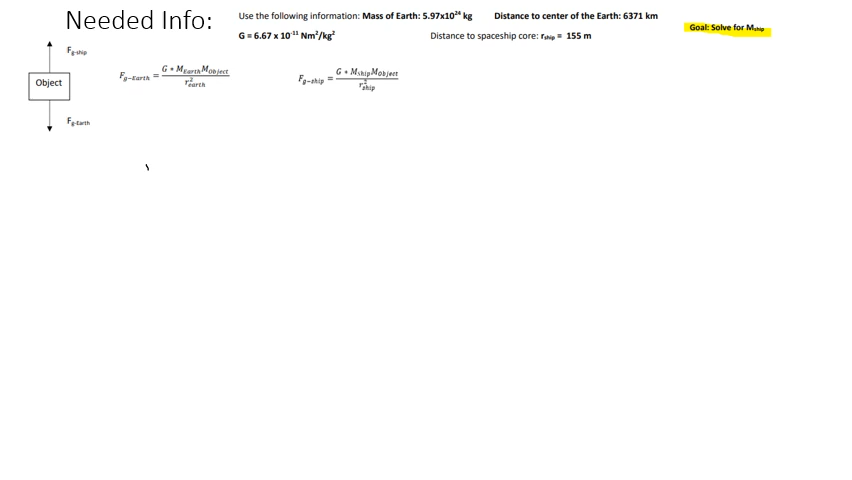 Needed Info:
Use the following information: Mass of Earth: 5.97x10²⁴ kg Distance to center of the Earth: 6371 km
Goal: Solve for Mship
G = 6.67 x 10⁻¹¹ Nm²/kg² Distance to spaceship core: rship = 155 m
Fg-ship
Object
Fg-Earth = G * MEarthMObject / r²earth
Fg-ship = G * MShipMObject / r²ship
Fg-Earth